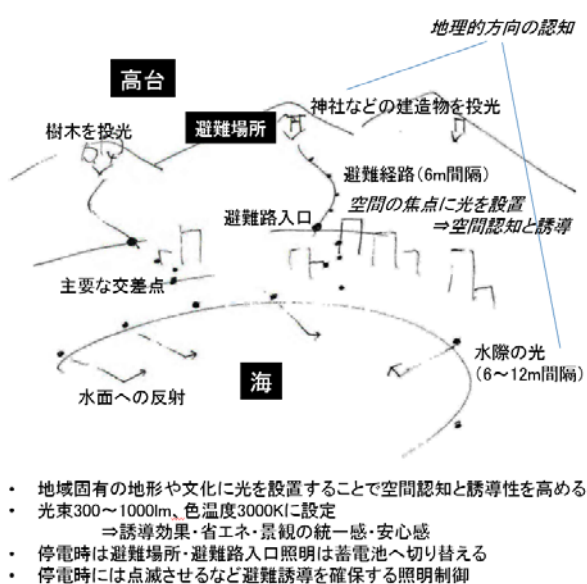 地理的方向の認知
高台
神社などの建造物を投光
樹木を投光
避難場所
避難経路(6m間隔)
空間の焦点に光を設置
避難路入口
⇒空間認知と誘導
主要な交差点
水際の光
(6～12m間隔)
海
水面への反射
・ 地域固有の地形や文化に光を設置することで空間認知と誘導性を高める
・ 光束300～1000lm、色温度3000Kに設定
⇒誘導効果・省エネ・景観の統一感・安心感
・ 停電時は避難場所・避難路入口照明は蓄電池へ切り替える
・ 停電時には点滅させるなど避難誘導を確保する照明制御